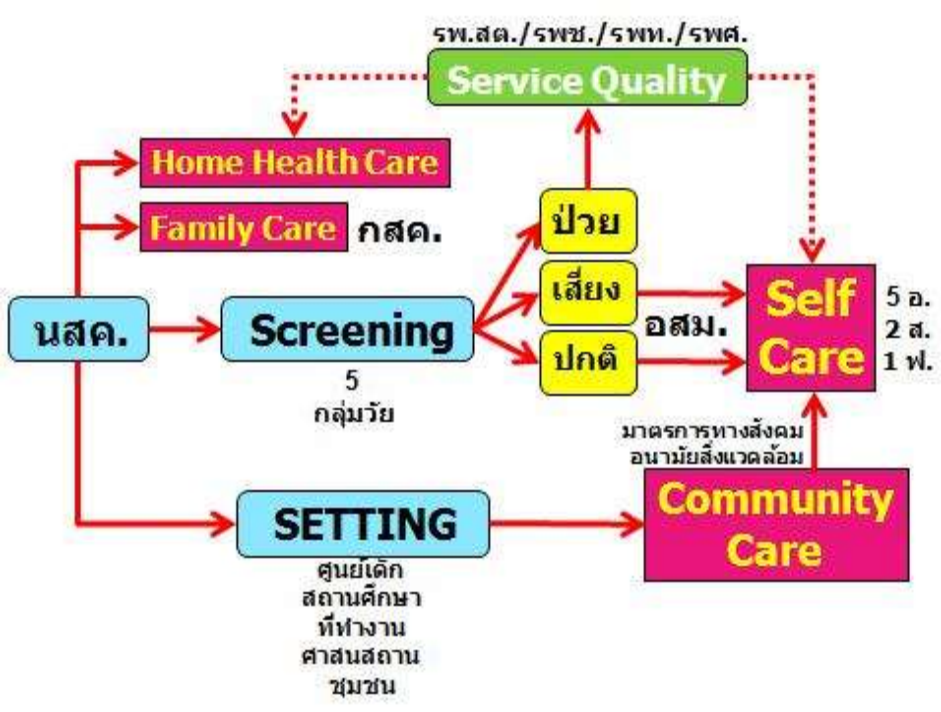 รพ.สต./รพช./รพท./รพศ.
Service Quality
Home Health Care
Family Care กสค.
ป่วย
เสี่ยง
ปกติ
อสม.
นสค.
Screening
5
กลุ่มวัย
Self
Care
5 อ.
2 ส.
1 ฟ.
มาตรการทางสังคม
อนามัยสิ่งแวดล้อม
Community
Care
SETTING
ศูนย์เด็ก
สถานศึกษา
ที่ทำงาน
ศาสนสถาน
ชุมชน